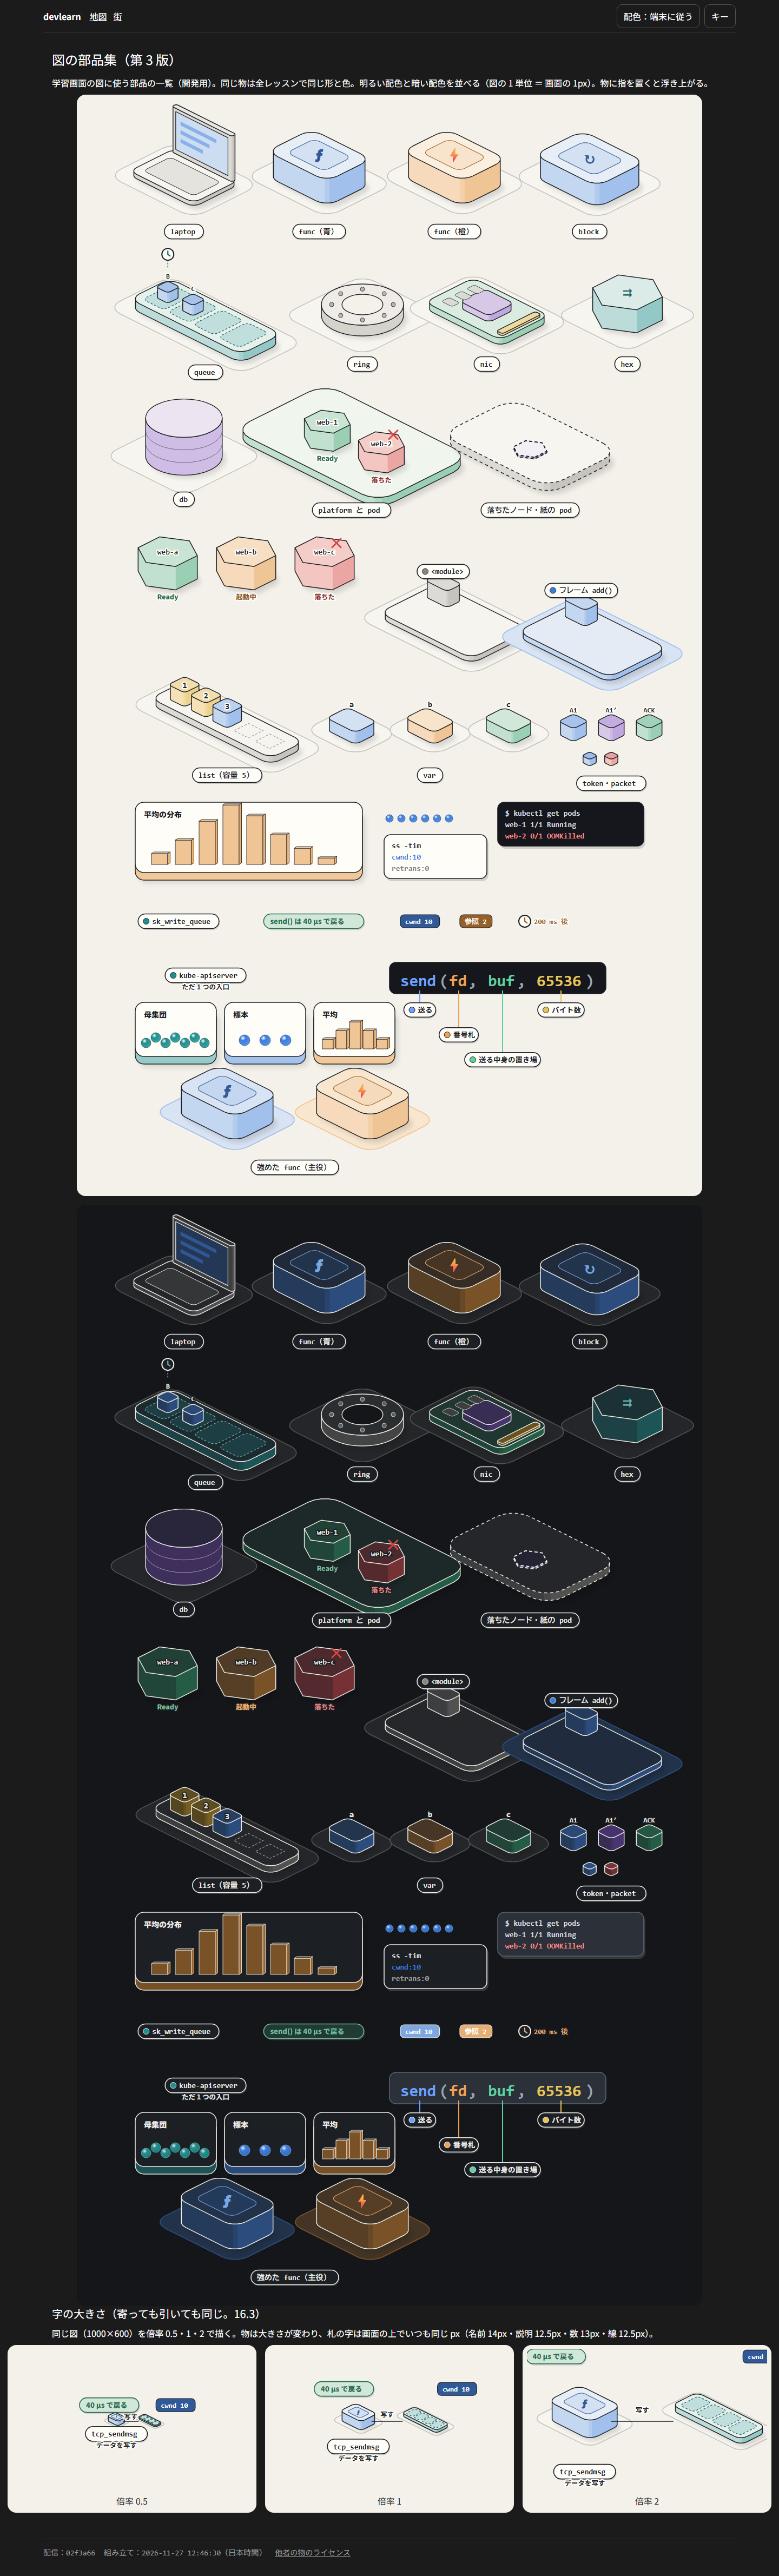 devlearn 地図 街
配色：端末に従う キー
図の部品集（第 3 版）
学習画面の図に使う部品の一覧（開発用）。同じ物は全レッスンで同じ形と色。明るい配色と暗い配色を並べる（図の 1 単位 ＝ 画面の 1px）。物に指を置くと浮き上がる。
laptop func（青） func（橙） block
B
C
queue ring nic hex
web-1
Ready
web-2
落ちた
db platform と pod 落ちたノード・紙の pod
web-a web-b web-c
Ready 起動中 落ちた
<module>
フレーム add()
1
2
3
a b c A1 A1' ACK
list（容量 5） var token・packet
平均の分布
ss -tim
cwnd:10
retrans:0
$ kubectl get pods
web-1 1/1 Running
web-2 0/1 OOMKilled
sk_write_queue send() は 40 μs で戻る cwnd 10 参照 2 200 ms 後
kube-apiserver
ただ 1 つの入口
send(fd, buf, 65536)
送る バイト数
番号札
送る中身の置き場
母集団 標本 平均
強めた func（主役）
laptop func（青） func（橙） block
B
C
queue ring nic hex
web-1
Ready
web-2
落ちた
db platform と pod 落ちたノード・紙の pod
web-a web-b web-c
Ready 起動中 落ちた
<module>
フレーム add()
1
2
3
a b c A1 A1' ACK
list（容量 5） var token・packet
平均の分布
ss -tim
cwnd:10
retrans:0
$ kubectl get pods
web-1 1/1 Running
web-2 0/1 OOMKilled
sk_write_queue send() は 40 μs で戻る cwnd 10 参照 2 200 ms 後
kube-apiserver
ただ 1 つの入口
send(fd, buf, 65536)
送る バイト数
番号札
送る中身の置き場
母集団 標本 平均
強めた func（主役）
字の大きさ（寄っても引いても同じ。16.3）
同じ図（1000×600）を倍率 0.5・1・2 で描く。物は大きさが変わり、札の字は画面の上でいつも同じ px（名前 14px・説明 12.5px・数 13px・線 12.5px）。
40 μs で戻る cwnd 10
写す
tcp_sendmsg
データを写す
倍率 0.5
40 μs で戻る cwnd 10
写す
tcp_sendmsg
データを写す
倍率 1
40 μs で戻る cwnd
写す
tcp_sendmsg
データを写す
倍率 2
配信：02f3a66 組み立て：2026-11-27 12:46:30（日本時間） 他者の物のライセンス